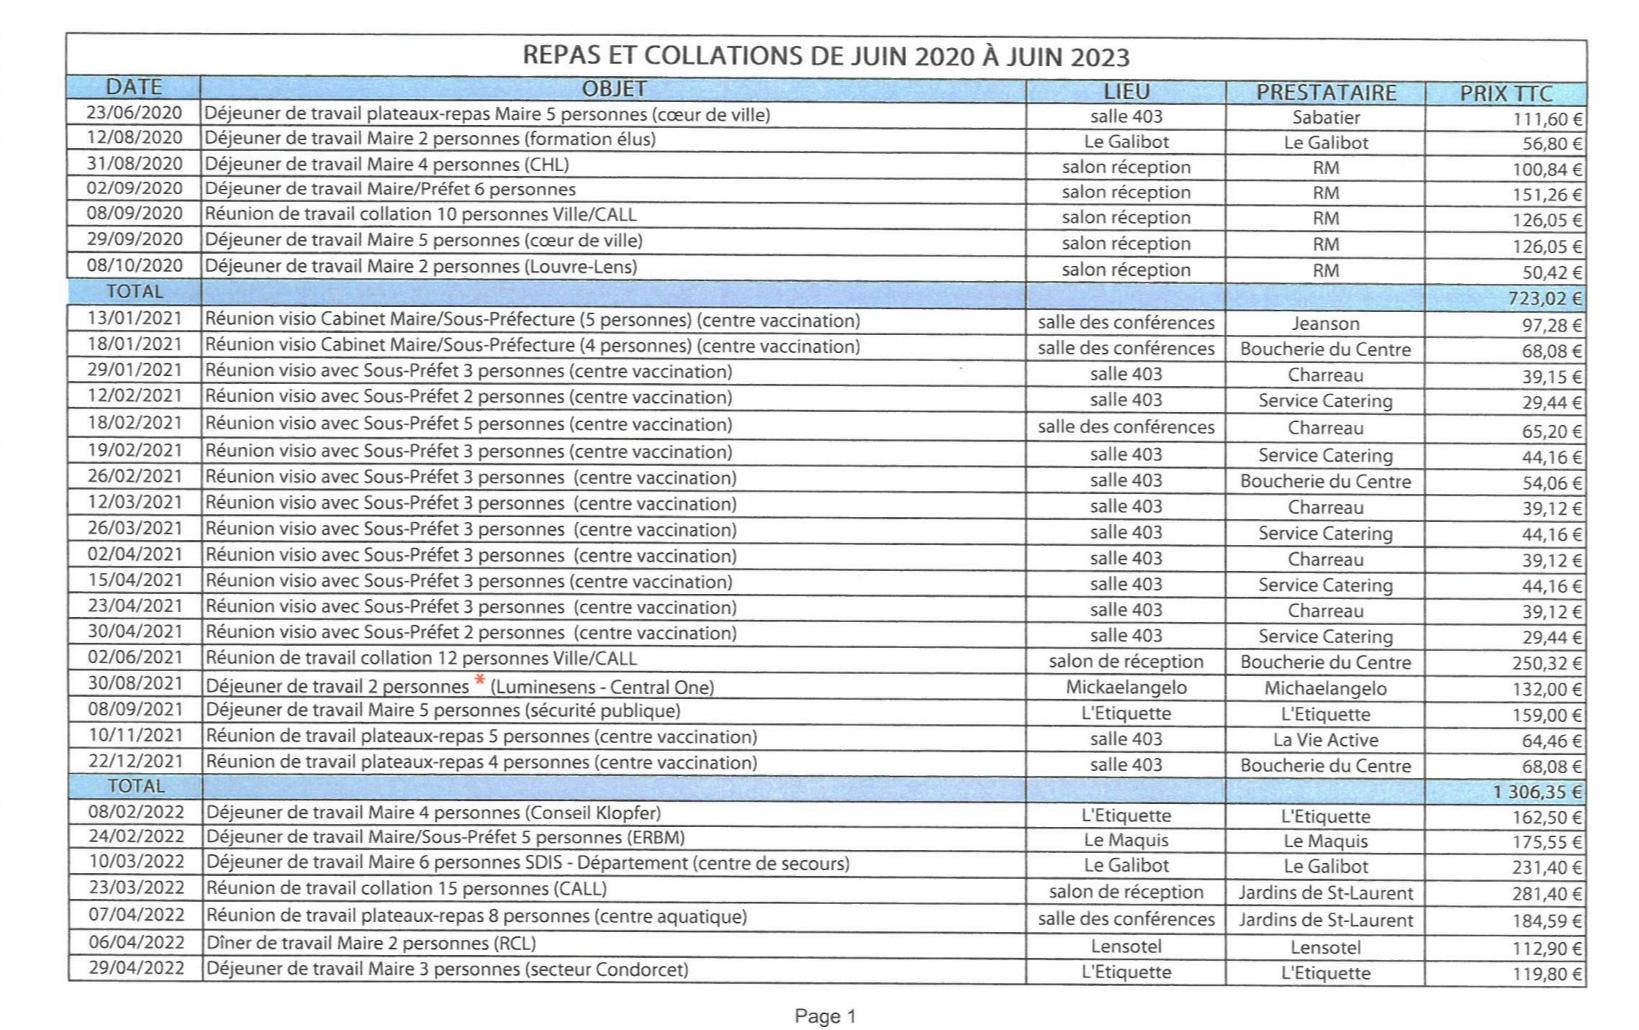 REPAS ET COLLATIONS DE JUIN 2020 À JUIN 2023
DATE OBJET LIEU PRESTATAIRE PRIX TTC
23/06/2020 Déjeuner de travail plateaux-repas Maire 5 personnes (cœur de ville) salle 403 Sabatier 111,60 €
12/08/2020 Déjeuner de travail Maire 2 personnes (formation élus) Le Galibot Le Galibot 56,80 €
31/08/2020 Déjeuner de travail Maire 4 personnes (CHL) salon réception RM 100,84 €
02/09/2020 Déjeuner de travail Maire/Préfet 6 personnes salon réception RM 151,26 €
08/09/2020 Réunion de travail collation 10 personnes Ville/CALL salon réception RM 126,05 €
29/09/2020 Déjeuner de travail Maire 5 personnes (cœur de ville) salon réception RM 126,05 €
08/10/2020 Déjeuner de travail Maire 2 personnes (Louvre-Lens) salon réception RM 50,42 €
TOTAL 723,02 €
13/01/2021 Réunion visio Cabinet Maire/Sous-Préfecture (5 personnes) (centre vaccination) salle des conférences Jeanson 97,28 €
18/01/2021 Réunion visio Cabinet Maire/Sous-Préfecture (4 personnes) (centre vaccination) salle des conférences Boucherie du Centre 68,08 €
29/01/2021 Réunion visio avec Sous-Préfet 3 personnes (centre vaccination) salle 403 Charreau 39,15 €
12/02/2021 Réunion visio avec Sous-Préfet 2 personnes (centre vaccination) salle 403 Service Catering 29,44 €
18/02/2021 Réunion visio avec Sous-Préfet 5 personnes (centre vaccination) salle des conférences Charreau 65,20 €
19/02/2021 Réunion visio avec Sous-Préfet 3 personnes (centre vaccination) salle 403 Service Catering 44,16 €
26/02/2021 Réunion visio avec Sous-Préfet 3 personnes (centre vaccination) salle 403 Boucherie du Centre 54,06 €
12/03/2021 Réunion visio avec Sous-Préfet 3 personnes (centre vaccination) salle 403 Charreau 39,12 €
26/03/2021 Réunion visio avec Sous-Préfet 3 personnes (centre vaccination) salle 403 Service Catering 44,16 €
02/04/2021 Réunion visio avec Sous-Préfet 3 personnes (centre vaccination) salle 403 Charreau 39,12 €
15/04/2021 Réunion visio avec Sous-Préfet 3 personnes (centre vaccination) salle 403 Service Catering 44,16 €
23/04/2021 Réunion visio avec Sous-Préfet 3 personnes (centre vaccination) salle 403 Charreau 39,12 €
30/04/2021 Réunion visio avec Sous-Préfet 2 personnes (centre vaccination) salle 403 Service Catering 29,44 €
02/06/2021 Réunion de travail collation 12 personnes Ville/CALL salon de réception Boucherie du Centre 250,32 €
30/08/2021 Déjeuner de travail 2 personnes * (Luminesens - Central One) Mickaelangelo Michaelangelo 132,00 €
08/09/2021 Déjeuner de travail Maire 5 personnes (sécurité publique) L'Etiquette L'Etiquette 159,00 €
10/11/2021 Réunion de travail plateaux-repas 5 personnes (centre vaccination) salle 403 La Vie Active 64,46 €
22/12/2021 Réunion de travail plateaux-repas 4 personnes (centre vaccination) salle 403 Boucherie du Centre 68,08 €
TOTAL 1 306,35 €
08/02/2022 Déjeuner de travail Maire 4 personnes (Conseil Klopfer) L'Etiquette L'Etiquette 162,50 €
24/02/2022 Déjeuner de travail Maire/Sous-Préfet 5 personnes (ERBM) Le Maquis Le Maquis 175,55 €
10/03/2022 Déjeuner de travail Maire 6 personnes SDIS - Département (centre de secours) Le Galibot Le Galibot 231,40 €
23/03/2022 Réunion de travail collation 15 personnes (CALL) salon de réception Jardins de St-Laurent 281,40 €
07/04/2022 Réunion de travail plateaux-repas 8 personnes (centre aquatique) salle des conférences Jardins de St-Laurent 184,59 €
06/04/2022 Dîner de travail Maire 2 personnes (RCL) Lensotel Lensotel 112,90 €
29/04/2022 Déjeuner de travail Maire 3 personnes (secteur Condorcet) L'Etiquette L'Etiquette 119,80 €
Page 1